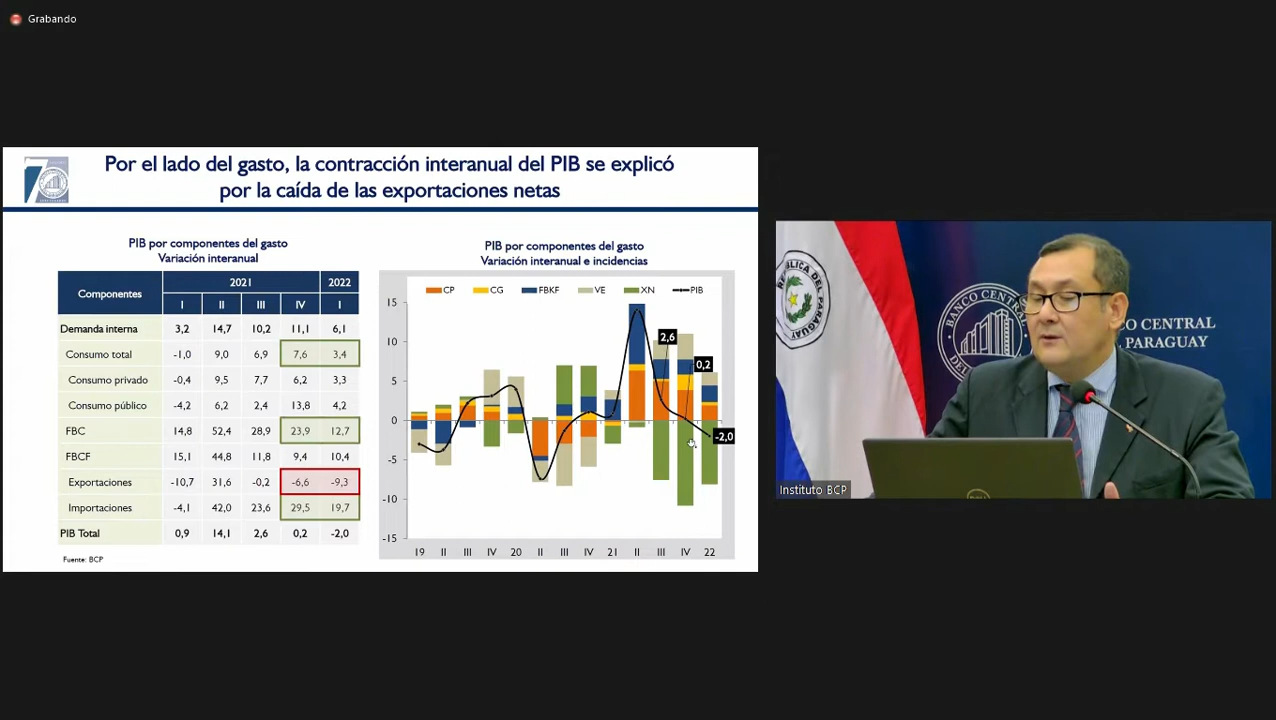 Grabando
Por el lado del gasto, la contracción interanual del PIB se explicó
por la caída de las exportaciones netas
PIB por componentes del gasto
Variación interanual
Componentes 2021 2022
I II III IV I
Demanda interna 3,2 14,7 10,2 11,1 6,1
Consumo total -1,0 9,0 6,9 7,6 3,4
Consumo privado -0,4 9,5 7,7 6,2 3,3
Consumo público -4,2 6,2 2,4 13,8 4,2
FBC 14,8 52,4 28,9 23,9 12,7
FBCF 15,1 44,8 11,8 9,4 10,4
Exportaciones -10,7 31,6 -0,2 -6,6 -9,3
Importaciones -4,1 42,0 23,6 29,5 19,7
PIB Total 0,9 14,1 2,6 0,2 -2,0
Fuente: BCP
PIB por componentes del gasto
Variación interanual e incidencias
CP CG FBKF VE XN PIB
15
10
5
0
-5
-10
-15
2,6
0,2
-2,0
19 II III IV 20 II III IV 21 II III IV 22
REPUBLICA DEL PARAGUAY
BANCO CENTRAL DEL
CO CENTRAL
EL PARAGUAY
DELL
Instituto BCP